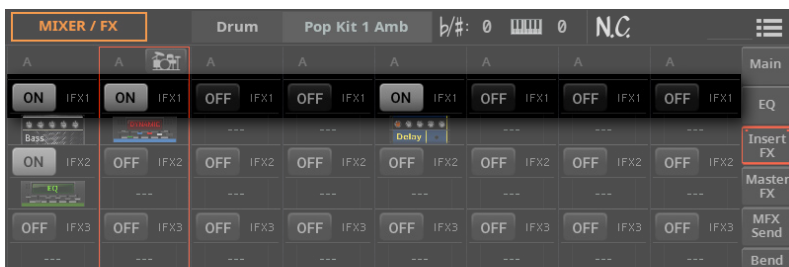 MIXER / FX Drum Pop Kit 1 Amb ♭/#: 0 0 N.C.
A A A A A A A A Main
ON IFX1 ON IFX1 OFF IFX1 OFF IFX1 ON IFX1 OFF IFX1 OFF IFX1 OFF IFX1 EQ
Bass DYNAMIC --- --- Delay --- --- --- Insert FX
ON IFX2 OFF IFX2 OFF IFX2 OFF IFX2 OFF IFX2 OFF IFX2 OFF IFX2 OFF IFX2
EQ --- --- --- --- --- --- --- Master FX
OFF IFX3 OFF IFX3 OFF IFX3 OFF IFX3 OFF IFX3 OFF IFX3 OFF IFX3 OFF IFX3 MFX Send
--- --- --- --- --- --- --- --- Bend